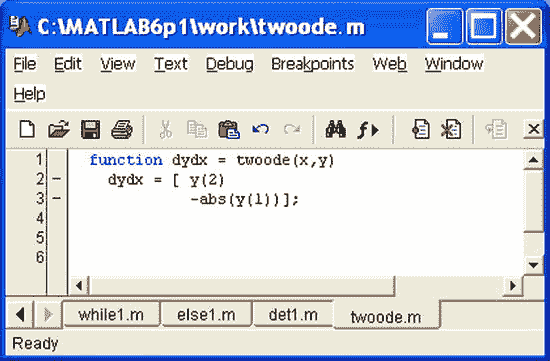 C:\MATLAB6p1\work\twoode.m
File Edit View Text Debug Breakpoints Web Window
Help
1 function dydx = twoode(x,y)
2 – dydx = [ y(2)
3 – -abs(y(1))];
4
5
6
while1.m else1.m det1.m twoode.m
Ready